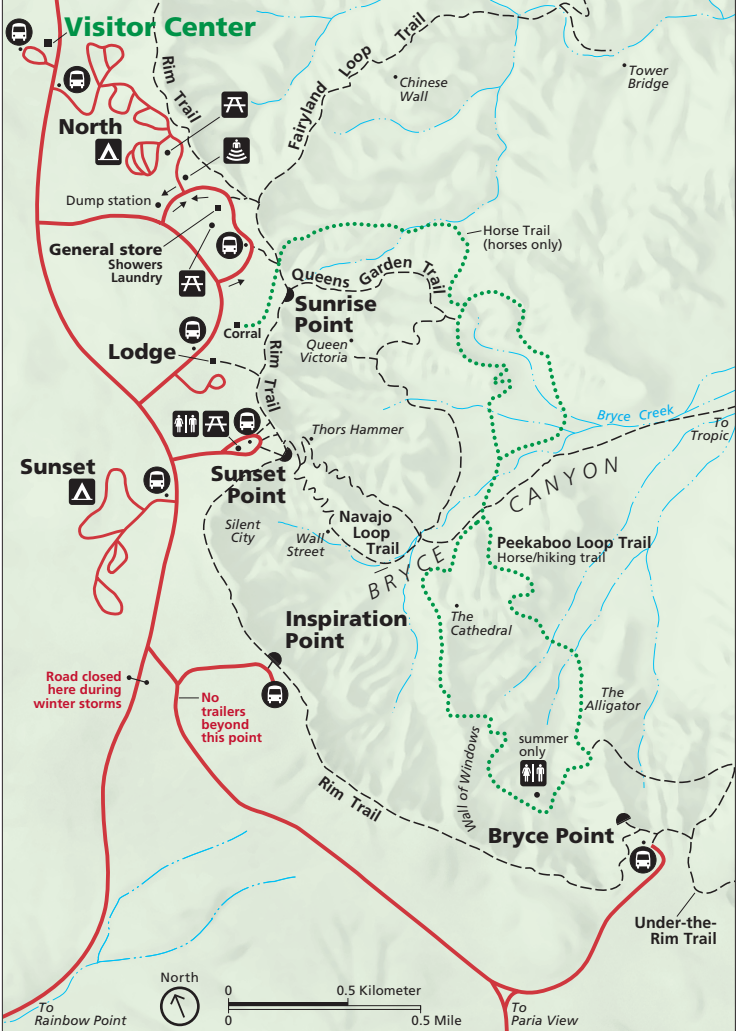 Visitor Center
Rim
Trail
Fairyland
Loop
Trail
Chinese
Wall
Tower
Bridge
North
Dump station
General store
Showers
Laundry
Horse Trail
(horses only)
Queens
Garden
Trail
Sunrise
Point
Corral
Queen
Victoria
Lodge
Rim
Trail
Bryce Creek
To
Tropic
Thors Hammer
Sunset
Sunset
Point
CANYON
Silent
City
Wall
Street
Navajo
Loop
Trail
BRYCE
Peekaboo Loop Trail
Horse/hiking trail
Inspiration
Point
The
Cathedral
Road closed
here during
winter storms
No
trailers
beyond
this point
The
Alligator
summer
only
Wall of Windows
Rim Trail
Bryce Point
Under-the-
Rim Trail
North
0
0.5 Kilometer
0
0.5 Mile
To
Rainbow Point
To
Paria View